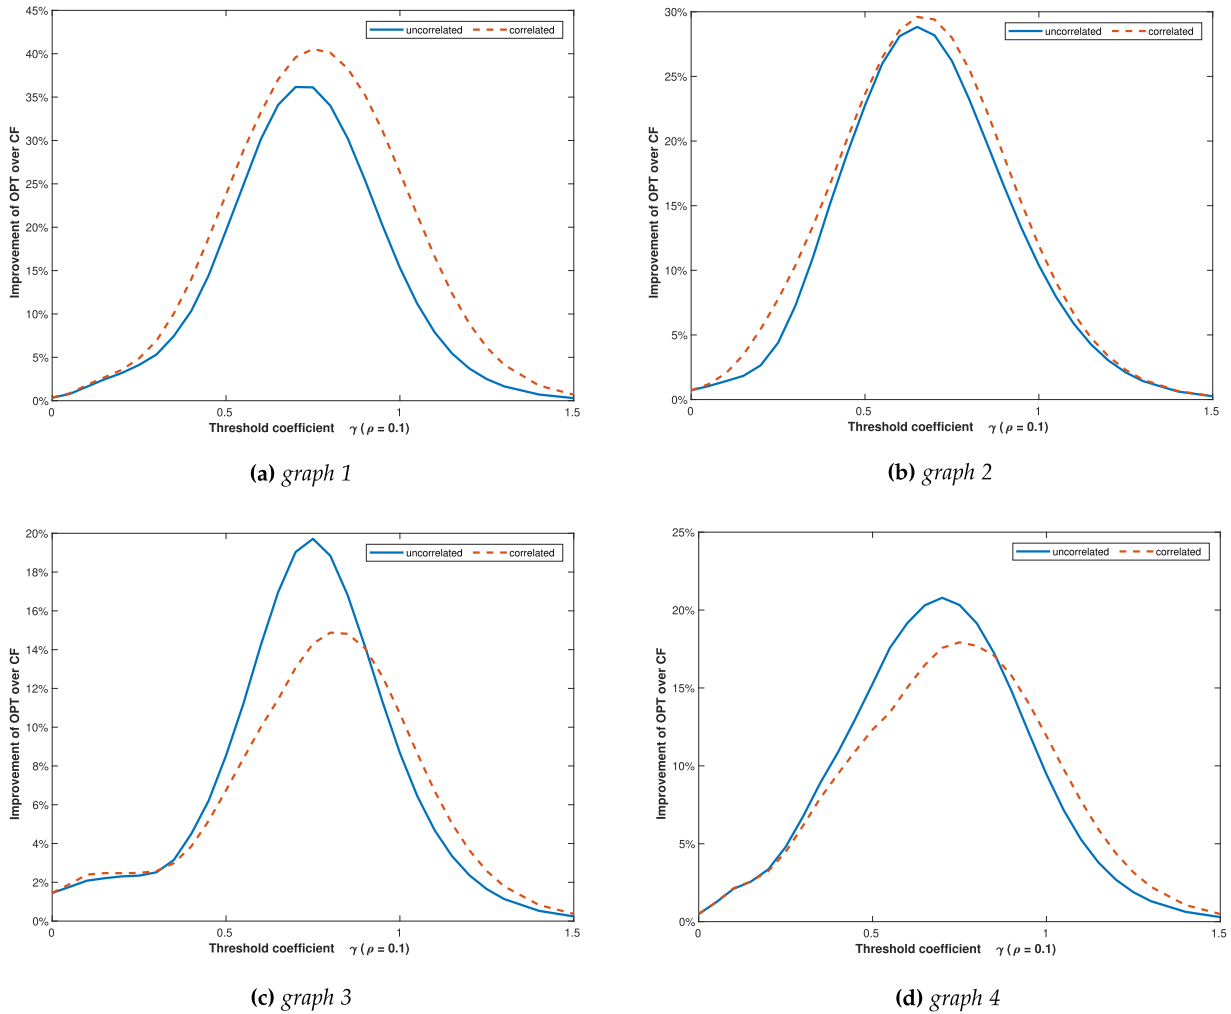 45%
40%
35%
30%
25%
20%
15%
10%
5%
0%
Improvement of OPT over CF
uncorrelated correlated
0 0.5 1 1.5
Threshold coefficient γ ( ρ = 0.1)
(a) graph 1
30%
25%
20%
15%
10%
5%
0%
Improvement of OPT over CF
uncorrelated correlated
0 0.5 1 1.5
Threshold coefficient γ ( ρ = 0.1)
(b) graph 2
20%
18%
16%
14%
12%
10%
8%
6%
4%
2%
0%
Improvement of OPT over CF
uncorrelated correlated
0 0.5 1 1.5
Threshold coefficient γ ( ρ = 0.1)
(c) graph 3
25%
20%
15%
10%
5%
0%
Improvement of OPT over CF
uncorrelated correlated
0 0.5 1 1.5
Threshold coefficient γ ( ρ = 0.1)
(d) graph 4